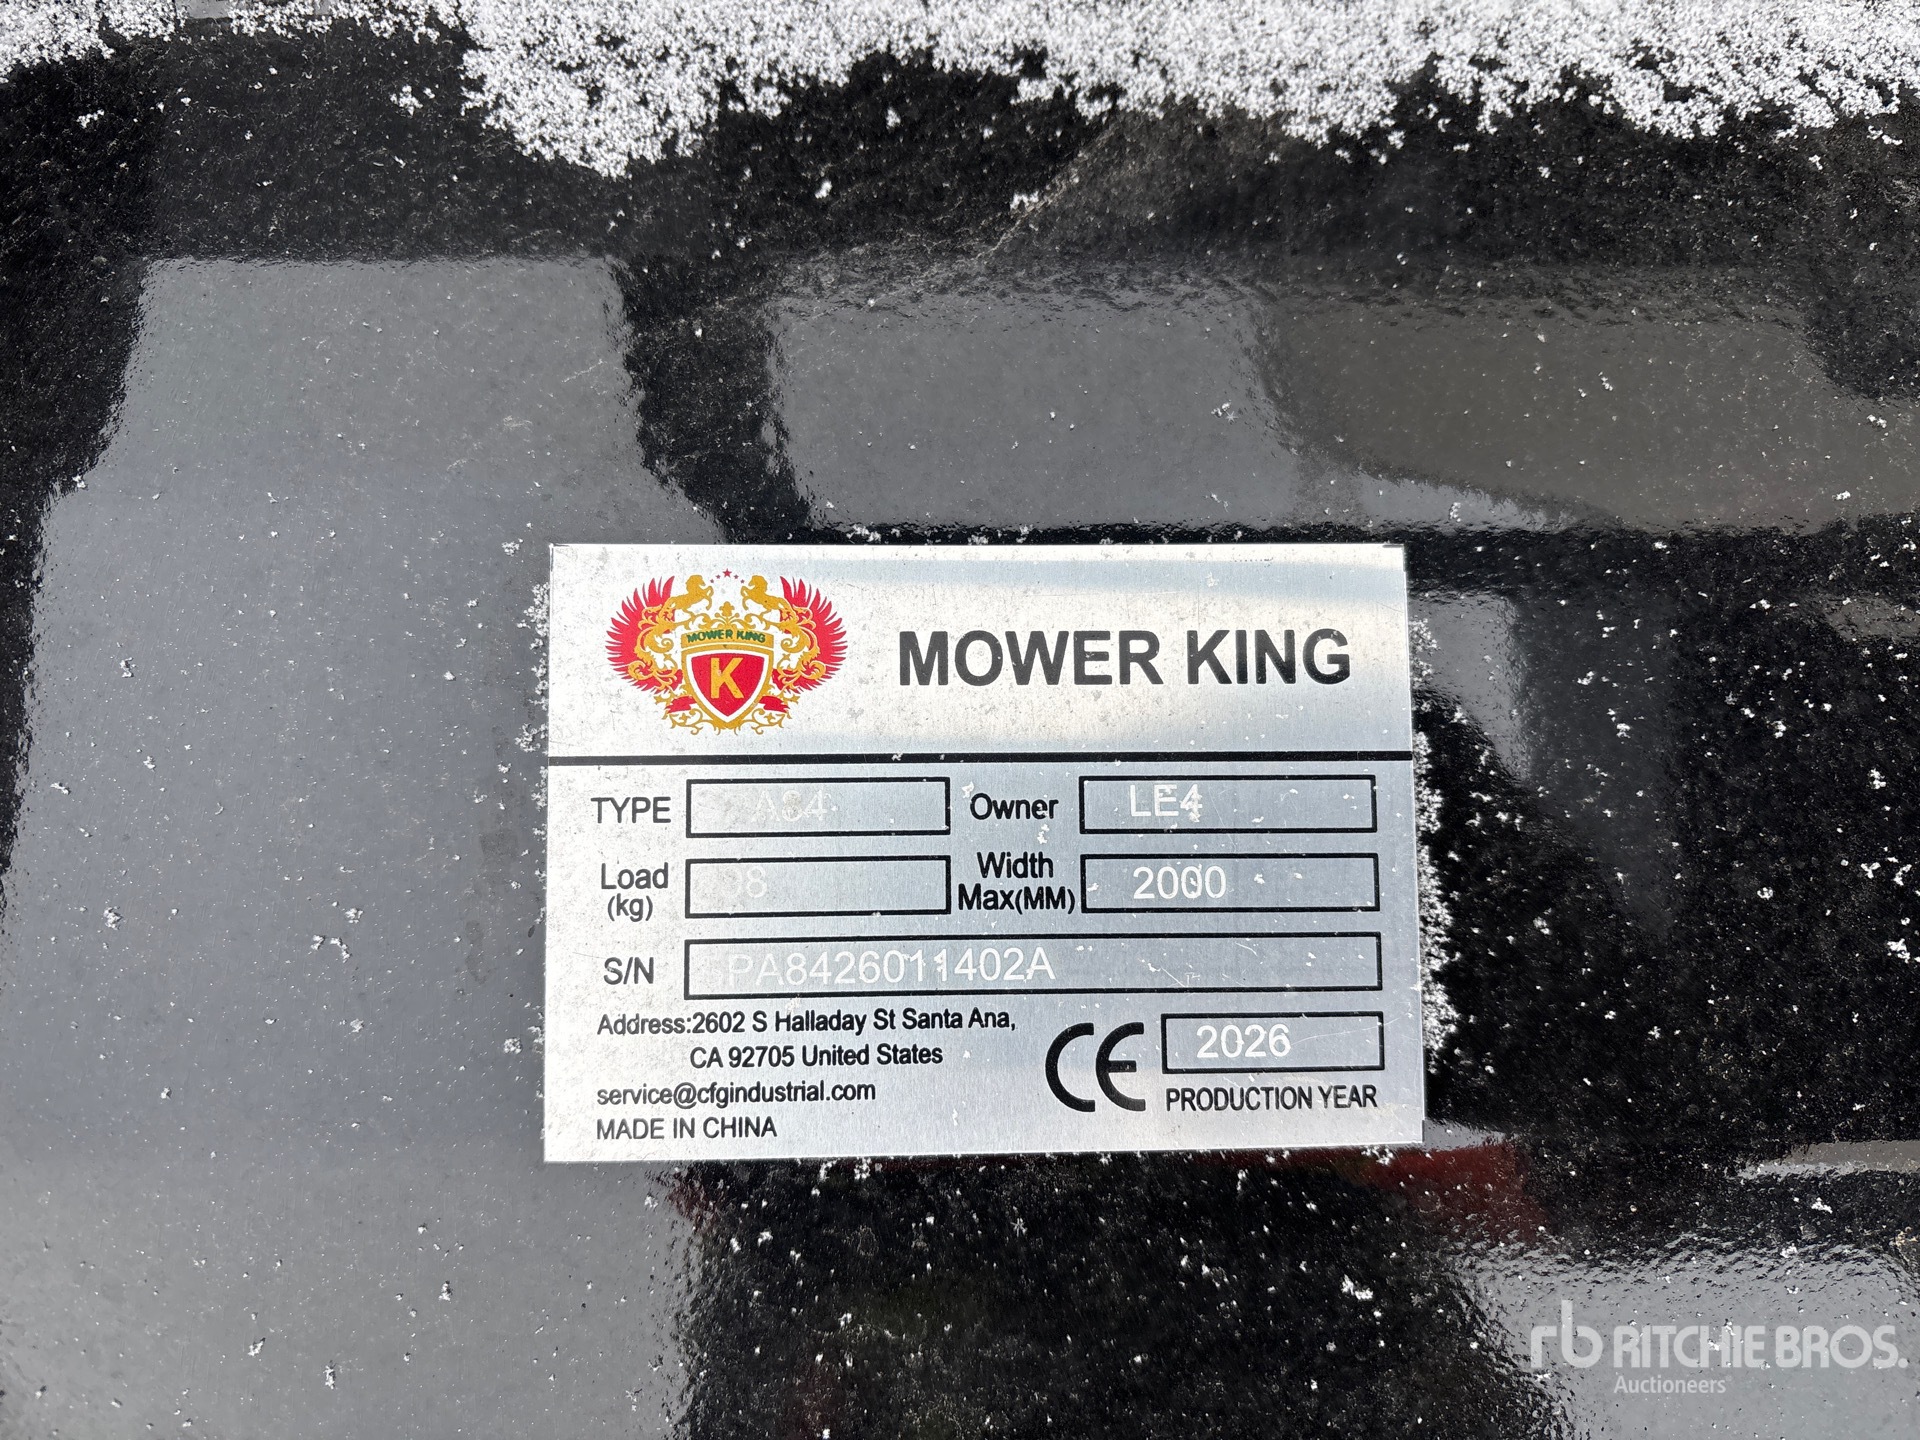 MOWER KING
K
MOWER KING
TYPE
Owner LE4
Load (kg)
Width Max(MM) 2000
S/N PA8426011402A
Address:2602 S Halladay St Santa Ana,
CA 92705 United States
service@cfgindustrial.com
MADE IN CHINA
CE
2026
PRODUCTION YEAR
rb RITCHIE BROS.
Auctioneers